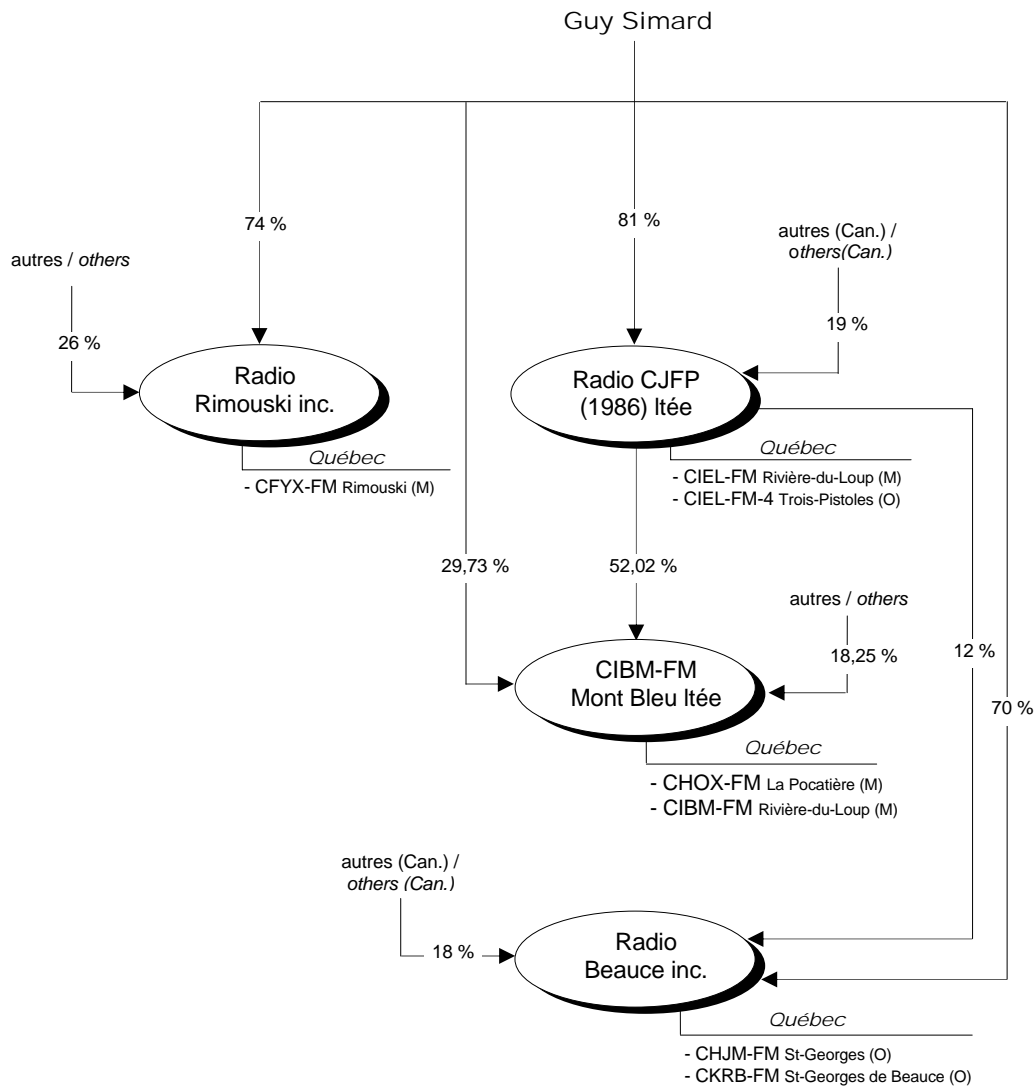 Guy Simard
74 %
81 %
autres (Can.) /
others(Can.)
autres / others
19 %
26 %
Radio
Rimouski inc.
Radio CJFP
(1986) ltée
Québec
- CFYX-FM Rimouski (M)
Québec
- CIEL-FM Rivière-du-Loup (M)
- CIEL-FM-4 Trois-Pistoles (O)
29,73 %
52,02 %
autres / others
18,25 %
12 %
70 %
CIBM-FM
Mont Bleu ltée
Québec
- CHOX-FM La Pocatière (M)
- CIBM-FM Rivière-du-Loup (M)
autres (Can.) /
others (Can.)
18 %
Radio
Beauce inc.
Québec
- CHJM-FM St-Georges (O)
- CKRB-FM St-Georges de Beauce (O)